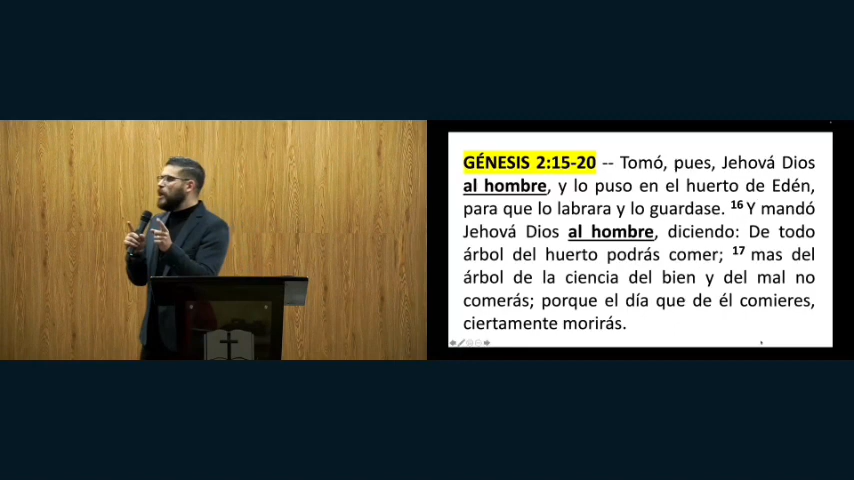 GÉNESIS 2:15-20 -- Tomó, pues, Jehová Dios
al hombre, y lo puso en el huerto de Edén,
para que lo labrara y lo guardase. 16 Y mandó
Jehová Dios al hombre, diciendo: De todo
árbol del huerto podrás comer; 17 mas del
árbol de la ciencia del bien y del mal no
comerás; porque el día que de él comieres,
ciertamente morirás.